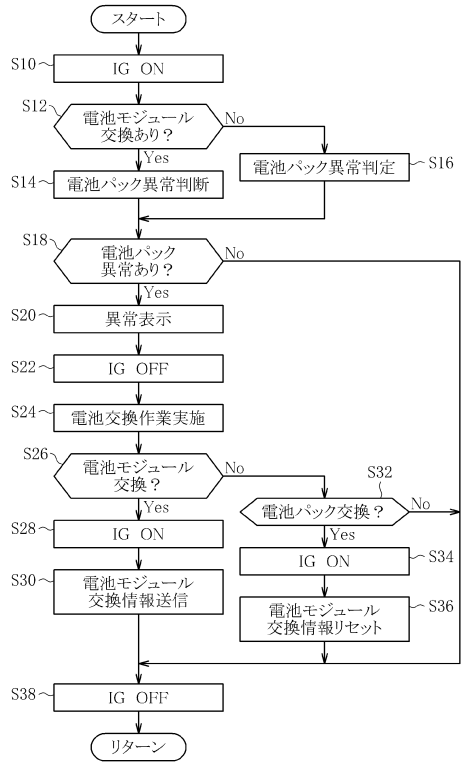 スタート
S10
IG ON
S12
電池モジュール
交換あり？
No
Yes
S14
電池パック異常判断
電池パック異常判定
S16
S18
電池パック
異常あり？
No
Yes
S20
異常表示
S22
IG OFF
S24
電池交換作業実施
S26
電池モジュール
交換？
No
Yes
S32
電池パック交換？
No
Yes
S28
IG ON
IG ON
S34
S30
電池モジュール
交換情報送信
電池モジュール
交換情報リセット
S36
S38
IG OFF
リターン